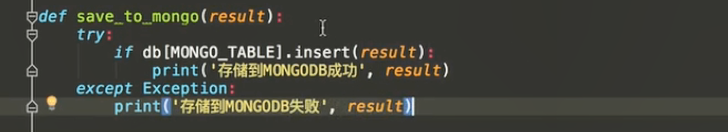 def save_to_mongo(result):
try:
if db[MONGO_TABLE].insert(result):
print('存储到MONGODB成功', result)
except Exception:
print('存储到MONGODB失败', result)